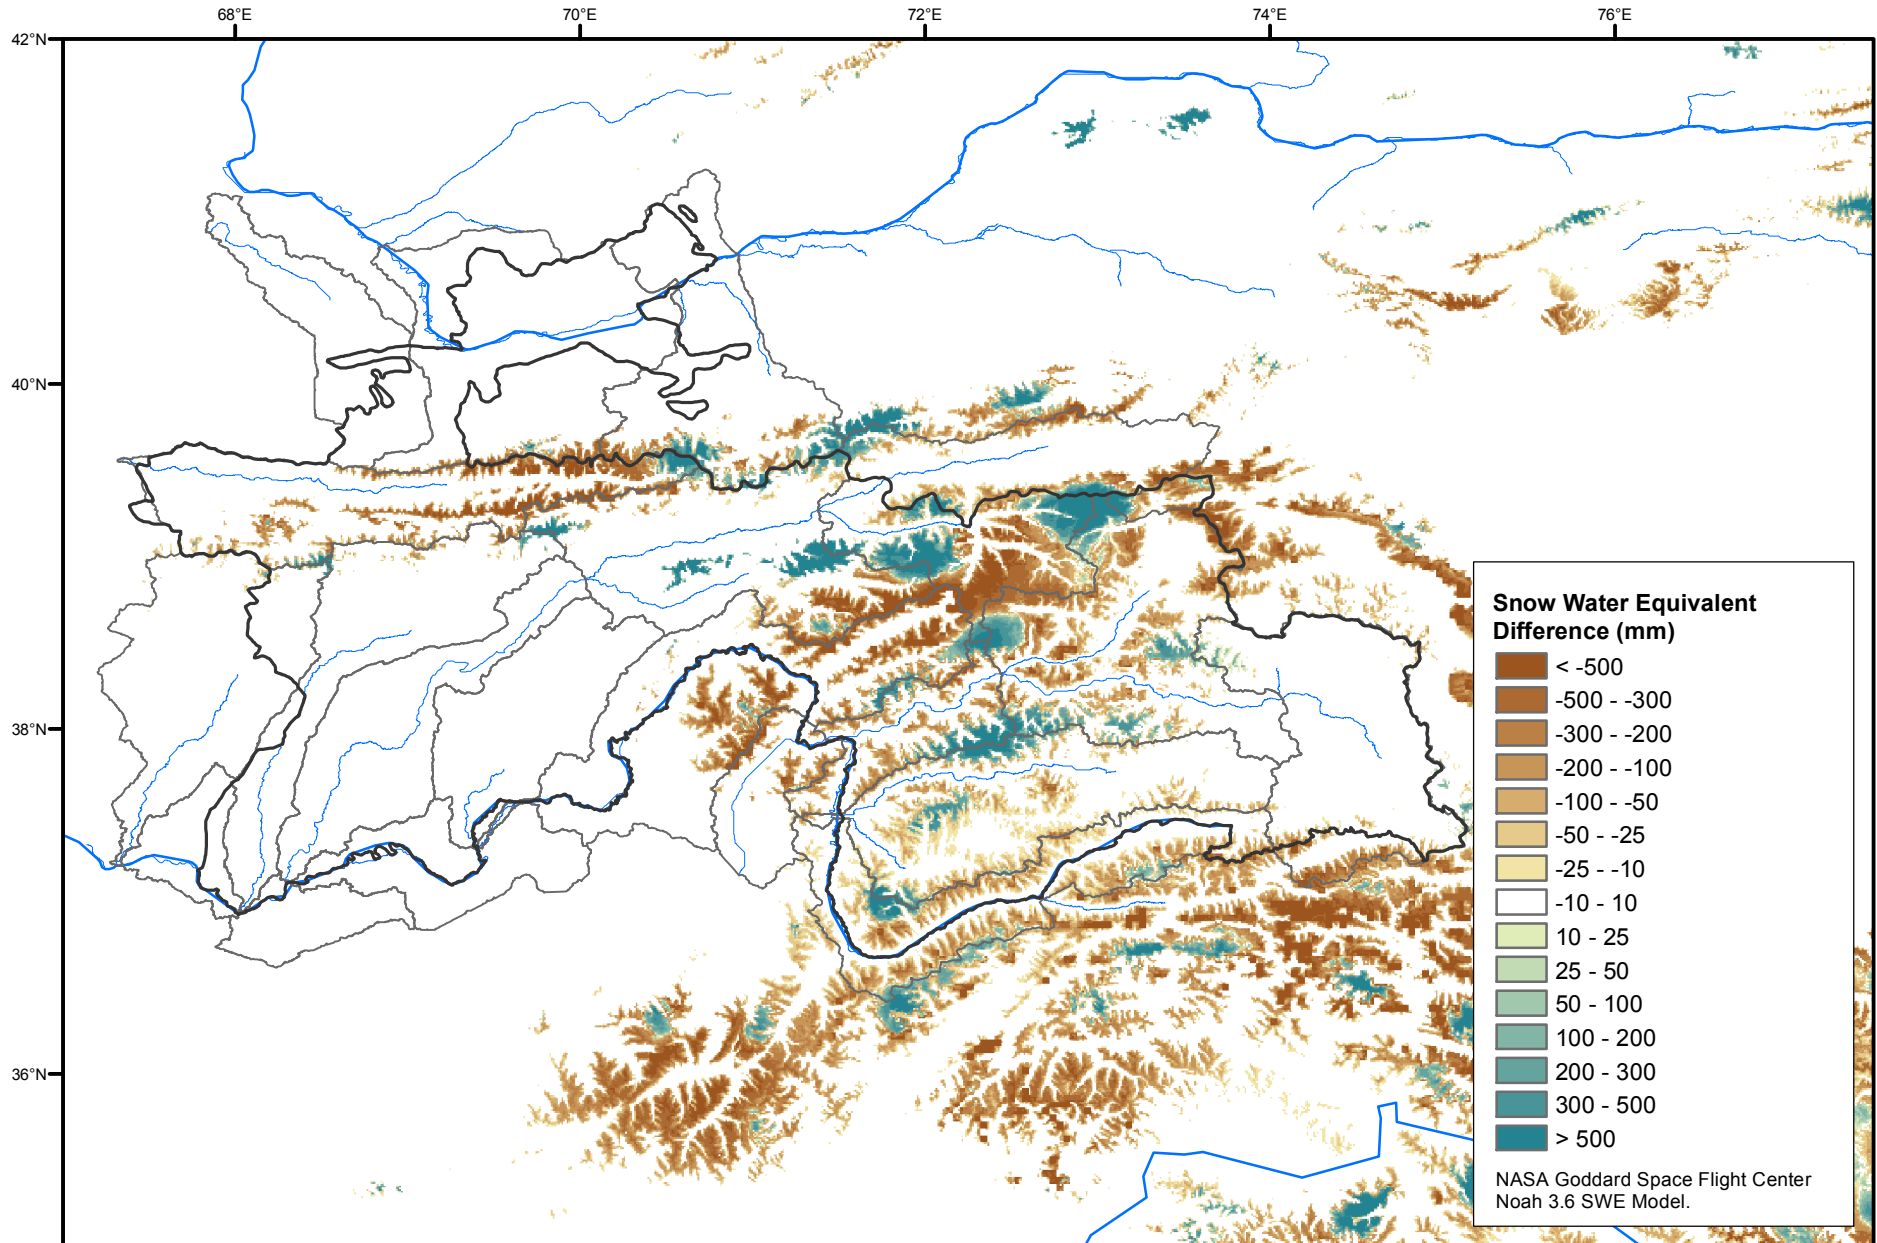 68°E 70°E 72°E 74°E 76°E
42°N
40°N
38°N
36°N
Snow Water Equivalent
Difference (mm)
< -500
-500 - -300
-300 - -200
-200 - -100
-100 - -50
-50 - -25
-25 - -10
-10 - 10
10 - 25
25 - 50
50 - 100
100 - 200
200 - 300
300 - 500
> 500
NASA Goddard Space Flight Center
Noah 3.6 SWE Model.